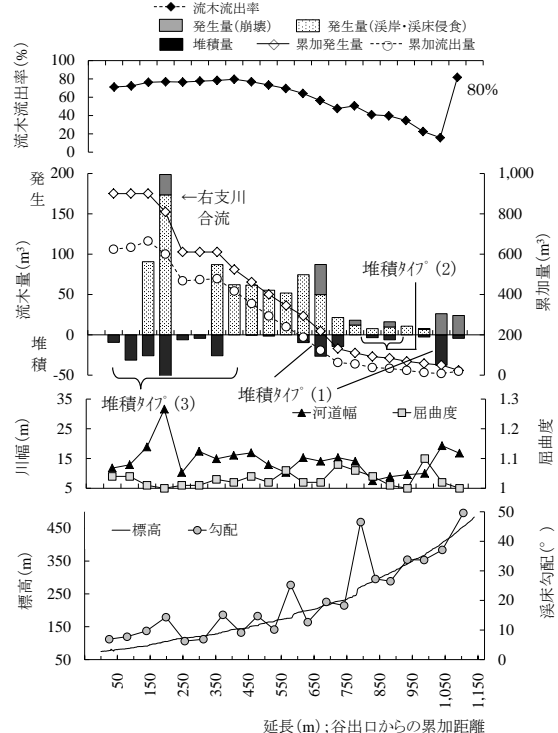 流木流出率
発生量(崩壊) 発生量(渓岸・渓床侵食)
堆積量 累加発生量 累加流出量
流木流出率(%)
100
80
60
40
20
0
80%
発生
流木量(m³)
堆積
200
150
100
50
0
-50
←右支川
合流
堆積ﾀｲﾌﾟ(2)
堆積ﾀｲﾌﾟ(1)
堆積ﾀｲﾌﾟ(3)
1,000
800
600
400
200
0
累加量(m³)
川幅(m)
35
25
15
5
河道幅 屈曲度
1.3
1.2
1.1
1
屈曲度
標高(m)
450
350
250
150
50
標高 勾配
50
40
30
20
10
0
渓床勾配(°)
50 150 250 350 450 550 650 750 850 950 1,050 1,150
延長(m);谷出口からの累加距離